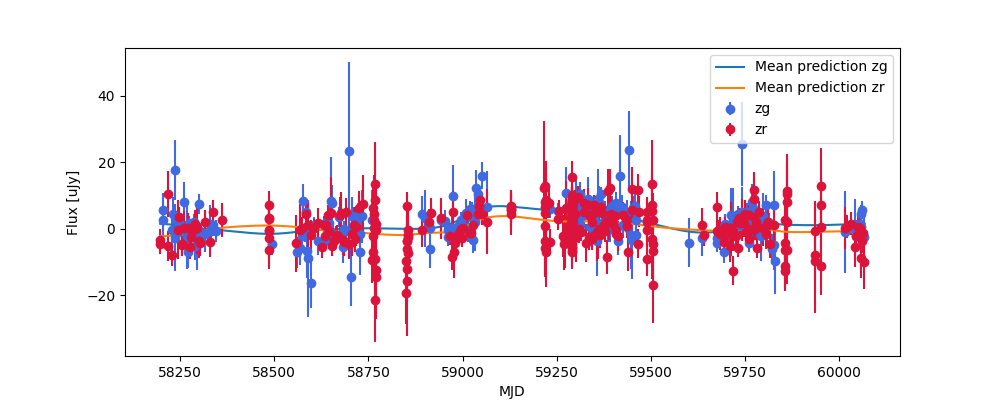 Mean prediction zg
Mean prediction zr
zg
zr
Flux [uJy]
40
20
0
−20
58250 58500 58750 59000 59250 59500 59750 60000
MJD